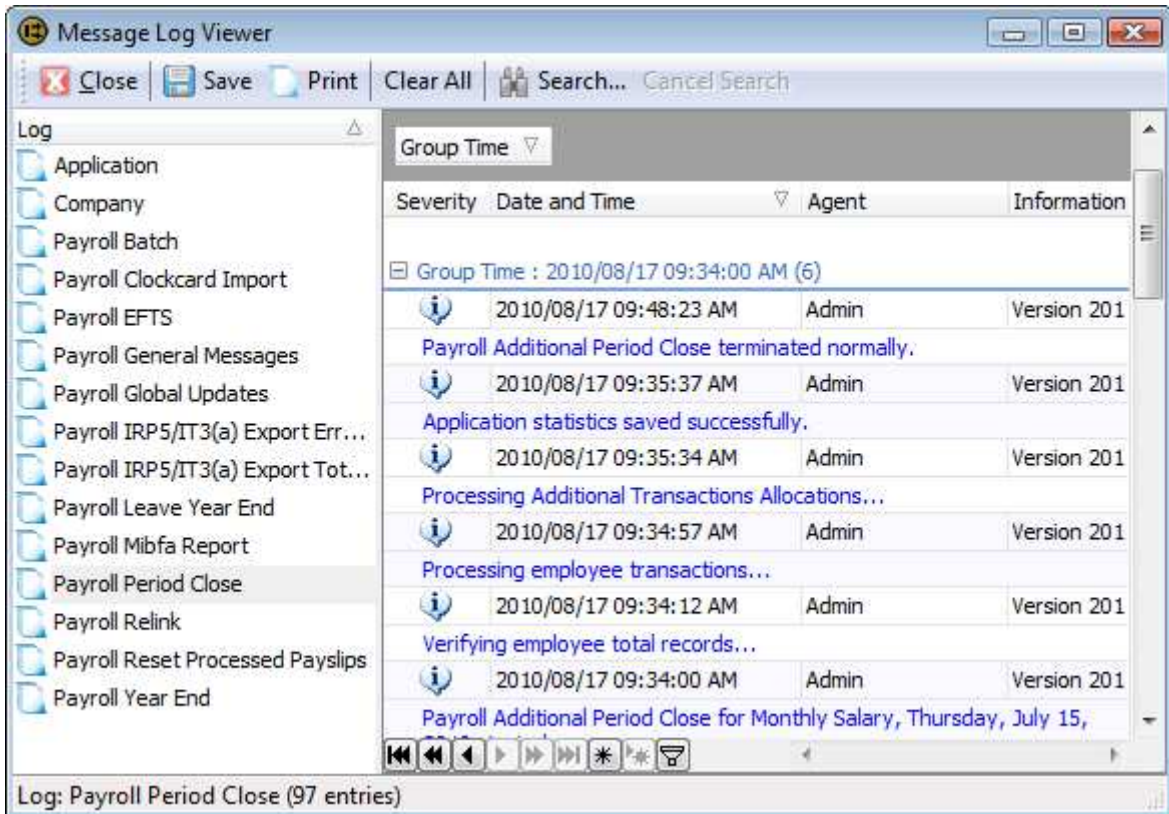 Message Log Viewer
Close Save Print Clear All Search... Cancel Search
Log
Application
Company
Payroll Batch
Payroll Clockcard Import
Payroll EFTS
Payroll General Messages
Payroll Global Updates
Payroll IRP5/IT3(a) Export Err...
Payroll IRP5/IT3(a) Export Tot...
Payroll Leave Year End
Payroll Mibfa Report
Payroll Period Close
Payroll Relink
Payroll Reset Processed Payslips
Payroll Year End
Group Time
Severity Date and Time Agent Information
Group Time : 2010/08/17 09:34:00 AM (6)
2010/08/17 09:48:23 AM Admin Version 201
Payroll Additional Period Close terminated normally.
2010/08/17 09:35:37 AM Admin Version 201
Application statistics saved successfully.
2010/08/17 09:35:34 AM Admin Version 201
Processing Additional Transactions Allocations...
2010/08/17 09:34:57 AM Admin Version 201
Processing employee transactions...
2010/08/17 09:34:12 AM Admin Version 201
Verifying employee total records...
2010/08/17 09:34:00 AM Admin Version 201
Payroll Additional Period Close for Monthly Salary, Thursday, July 15,
Log: Payroll Period Close (97 entries)